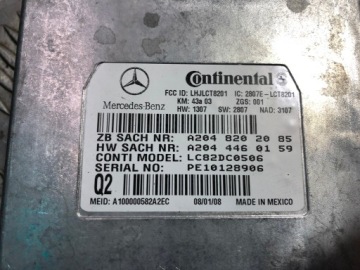 Continental
FCC ID: LHJLCT8201 IC: 2807E-LCT8201
KM: 43a 03 ZGS: 001
Mercedes-Benz HW: 1307 SW: 2807 NAD: 3107
ZB SACH NR: A204 820 20 85
HW SACH NR: A204 446 01 59
CONTI MODEL: LC82DC0506
SERIAL NO: PE10128906
Q2
MEID: A100000582A2EC 08/01/08 MADE IN MEXICO